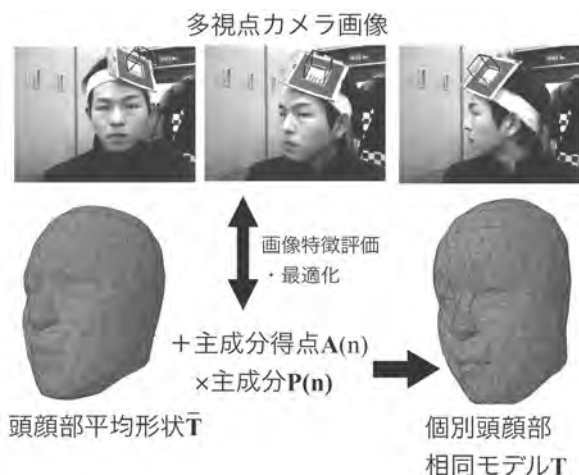 多視点カメラ画像
画像特徴評価
・最適化
＋主成分得点A(n)
×主成分P(n)
頭顔部平均形状T̄
個別頭顔部
相同モデルT